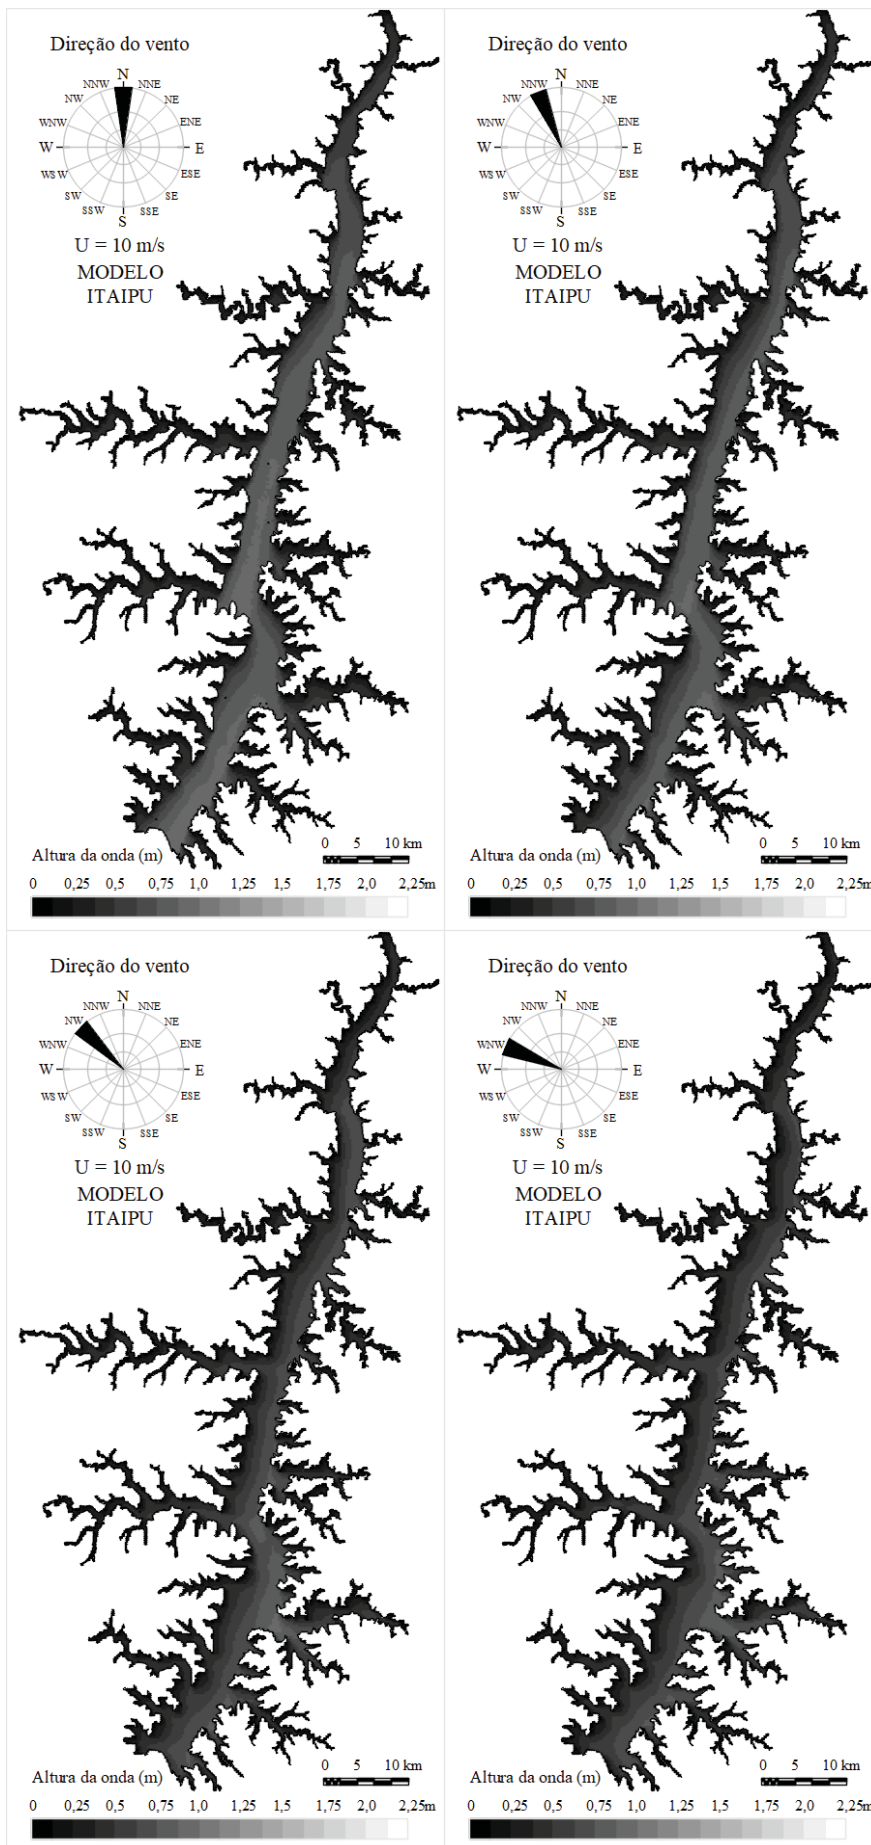 Direção do vento
N
NNW NNE
NW NE
WNW ENE
W E
WSW ESE
SW SE
SSW SSE
S
U = 10 m/s
MODELO
ITAIPU
Altura da onda (m)
0 5 10 km
0 0,25 0,5 0,75 1,0 1,25 1.5 1,75 2,0 2,25m
Direção do vento
N
NNW NNE
NW NE
WNW ENE
W E
WSW ESE
SW SE
SSW SSE
S
U = 10 m/s
MODELO
ITAIPU
Altura da onda (m)
0 5 10 km
0 0,25 0,5 0,75 1,0 1,25 1.5 1,75 2,0 2,25m
Direção do vento
N
NNW NNE
NW NE
WNW ENE
W E
WSW ESE
SW SE
SSW SSE
S
U = 10 m/s
MODELO
ITAIPU
Altura da onda (m)
0 5 10 km
0 0,25 0,5 0,75 1,0 1,25 1.5 1,75 2,0 2,25m
Direção do vento
N
NNW NNE
NW NE
WNW ENE
W E
WSW ESE
SW SE
SSW SSE
S
U = 10 m/s
MODELO
ITAIPU
Altura da onda (m)
0 5 10 km
0 0,25 0,5 0,75 1,0 1,25 1.5 1,75 2,0 2,25m